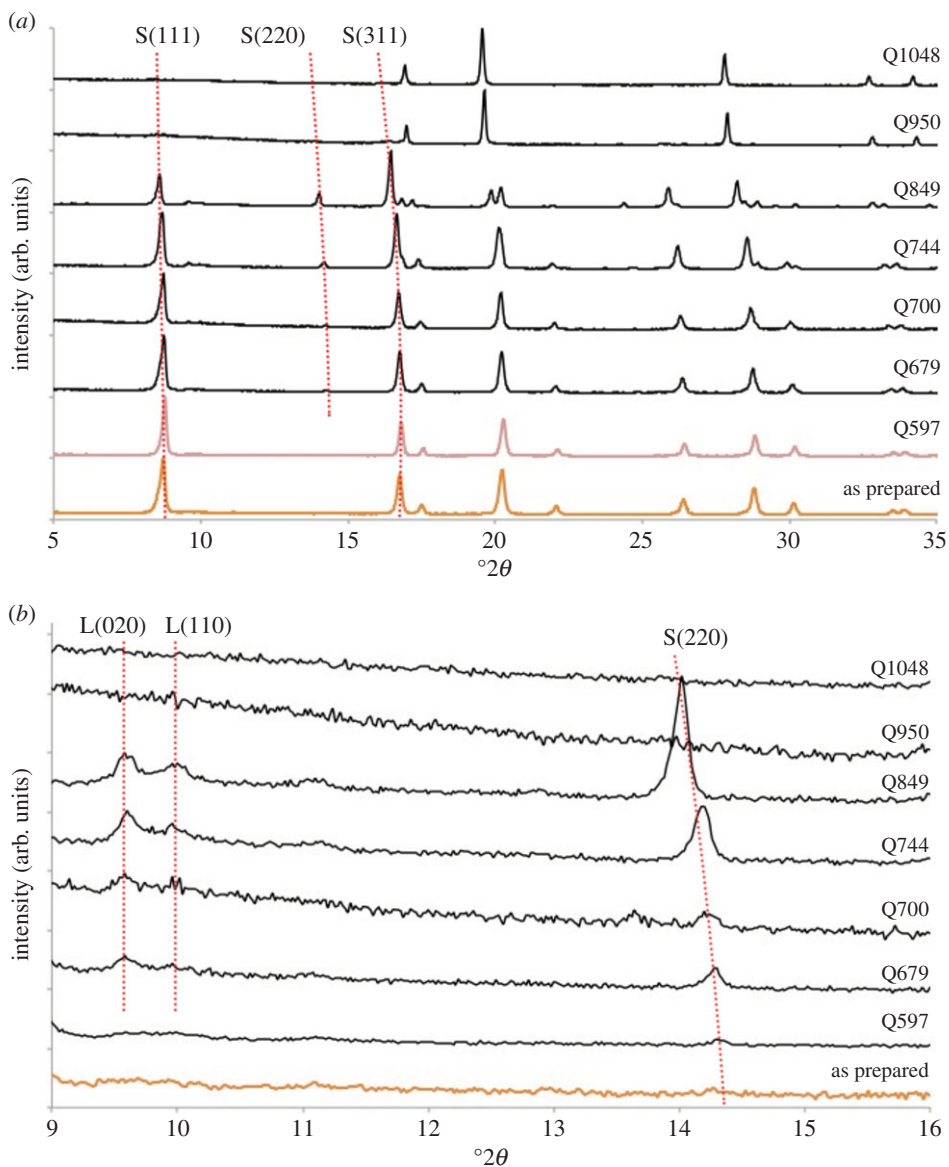 (a)
S(111) S(220) S(311)
Q1048
Q950
Q849
Q744
Q700
Q679
Q597
as prepared
intensity (arb. units)
5 10 15 20 25 30 35
°2θ
(b)
L(020) L(110) S(220)
Q1048
Q950
Q849
Q744
Q700
Q679
Q597
as prepared
intensity (arb. units)
9 10 11 12 13 14 15 16
°2θ